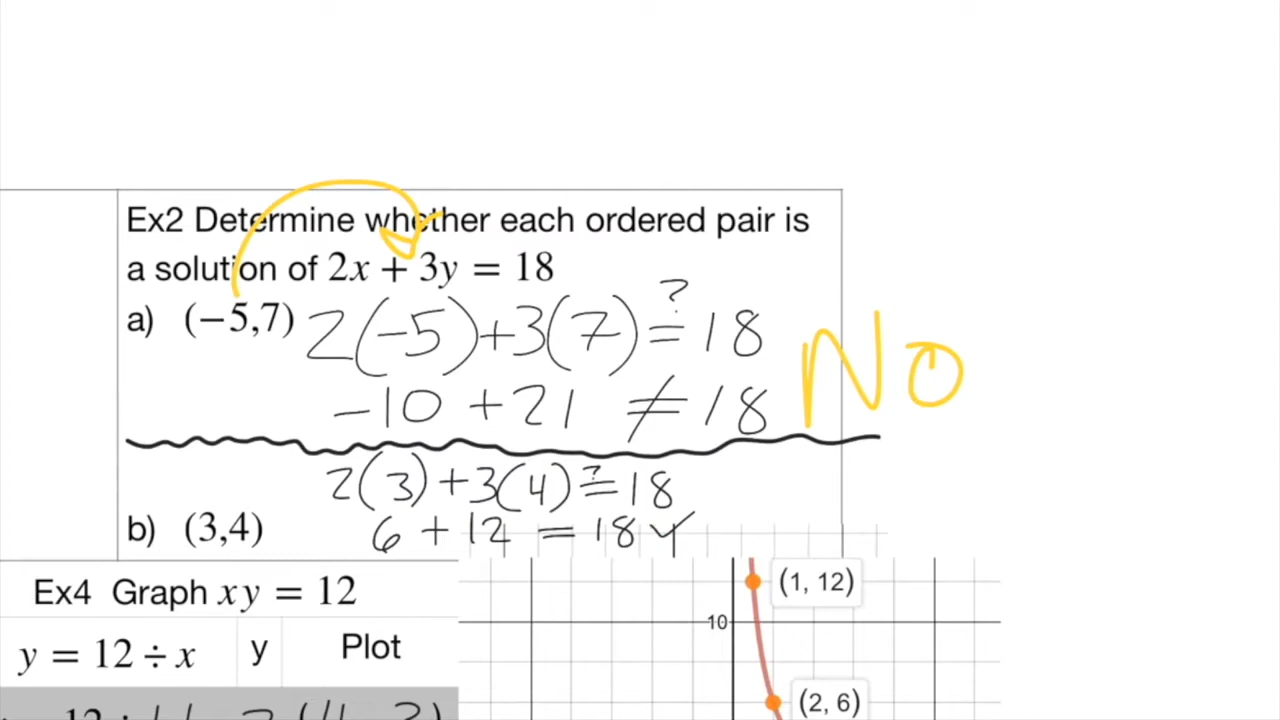 Ex2 Determine whether each ordered pair is
a solution of 2x + 3y = 18
a) (−5,7) 2(-5)+3(7) ?= 18
-10 +21 ≠ 18 No
2(3)+3(4) ?= 18
b) (3,4) 6 + 12 = 18 ✓
Ex4 Graph xy = 12
(1, 12)
10
y = 12 ÷ x y Plot
(2, 6)